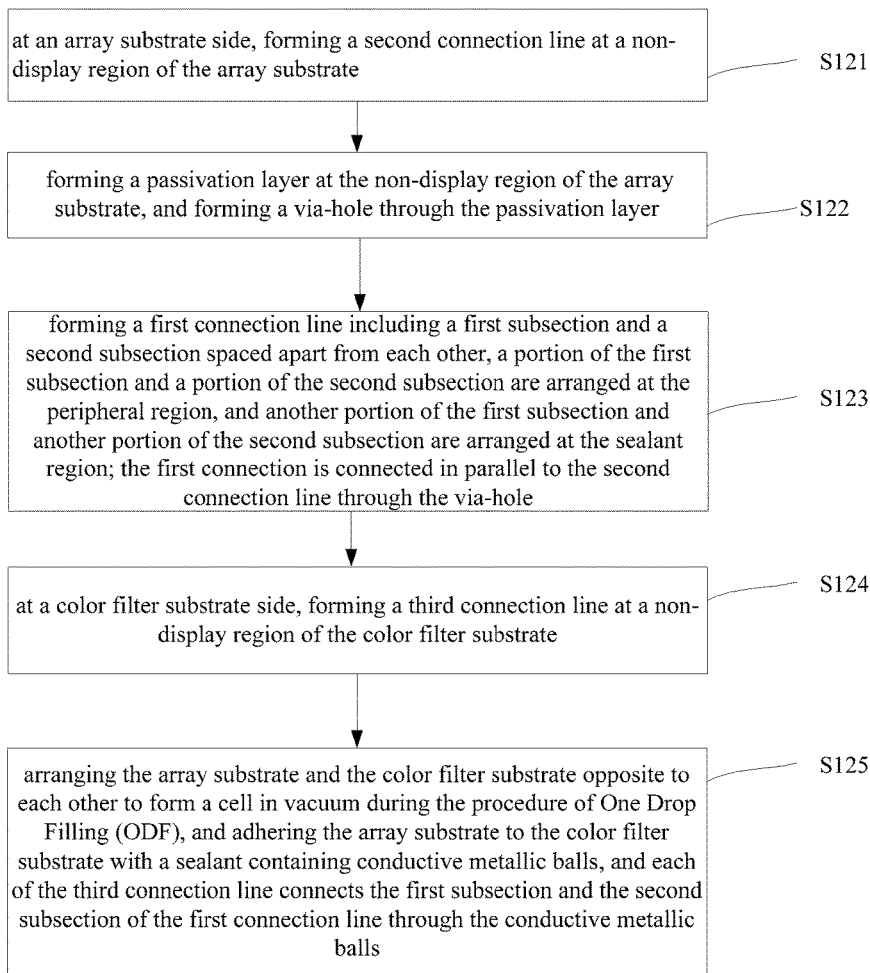 at an array substrate side, forming a second connection line at a non-
display region of the array substrate
S121
forming a passivation layer at the non-display region of the array
substrate, and forming a via-hole through the passivation layer
S122
forming a first connection line including a first subsection and a
second subsection spaced apart from each other, a portion of the first
subsection and a portion of the second subsection are arranged at the
peripheral region, and another portion of the first subsection and
another portion of the second subsection are arranged at the sealant
region; the first connection is connected in parallel to the second
connection line through the via-hole
S123
at a color filter substrate side, forming a third connection line at a non-
display region of the color filter substrate
S124
arranging the array substrate and the color filter substrate opposite to
each other to form a cell in vacuum during the procedure of One Drop
Filling (ODF), and adhering the array substrate to the color filter
substrate with a sealant containing conductive metallic balls, and each
of the third connection line connects the first subsection and the second
subsection of the first connection line through the conductive metallic
balls
S125